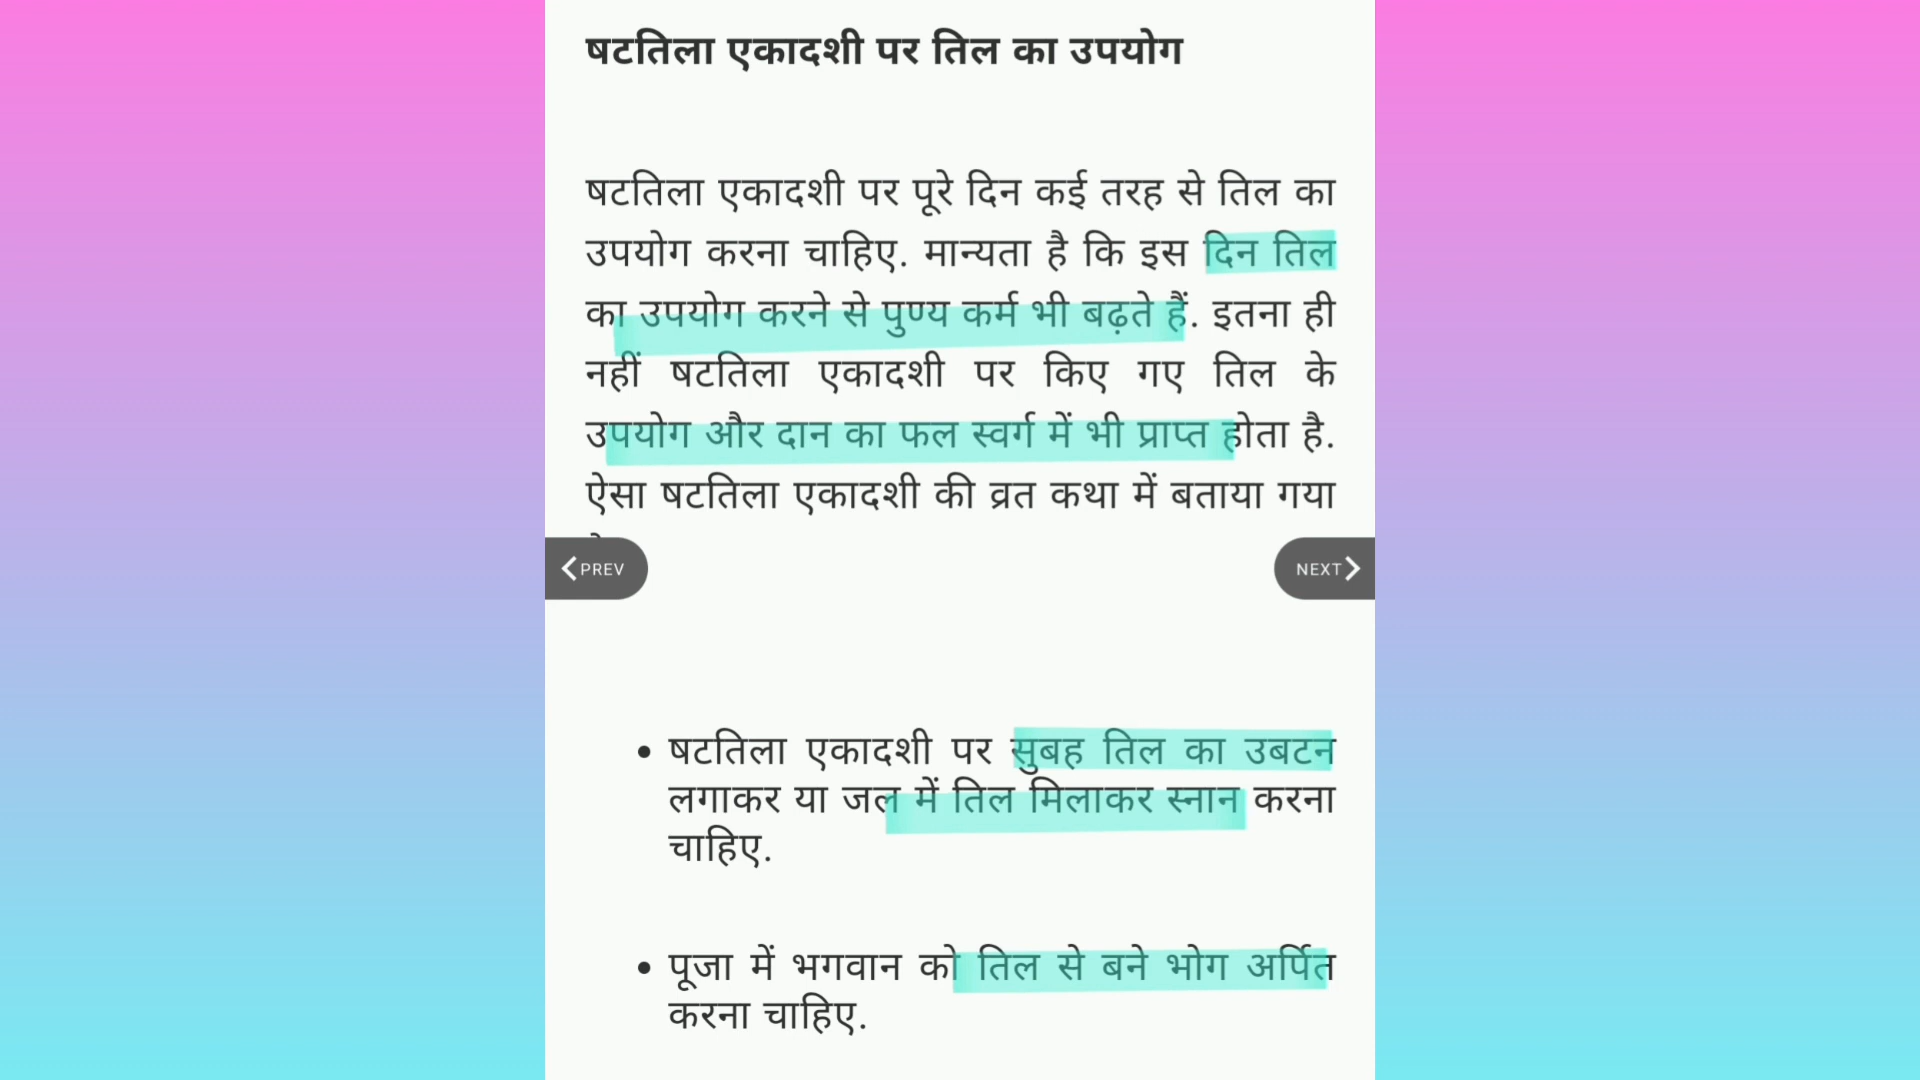 षटतिला एकादशी पर तिल का उपयोग
षटतिला एकादशी पर पूरे दिन कई तरह से तिल का
उपयोग करना चाहिए. मान्यता है कि इस दिन तिल
का उपयोग करने से पुण्य कर्म भी बढ़ते हैं. इतना ही
नहीं षटतिला एकादशी पर किए गए तिल के
उपयोग और दान का फल स्वर्ग में भी प्राप्त होता है.
ऐसा षटतिला एकादशी की व्रत कथा में बताया गया
PREV
NEXT
• षटतिला एकादशी पर सुबह तिल का उबटन
लगाकर या जल में तिल मिलाकर स्नान करना
चाहिए.
• पूजा में भगवान को तिल से बने भोग अर्पित
करना चाहिए.